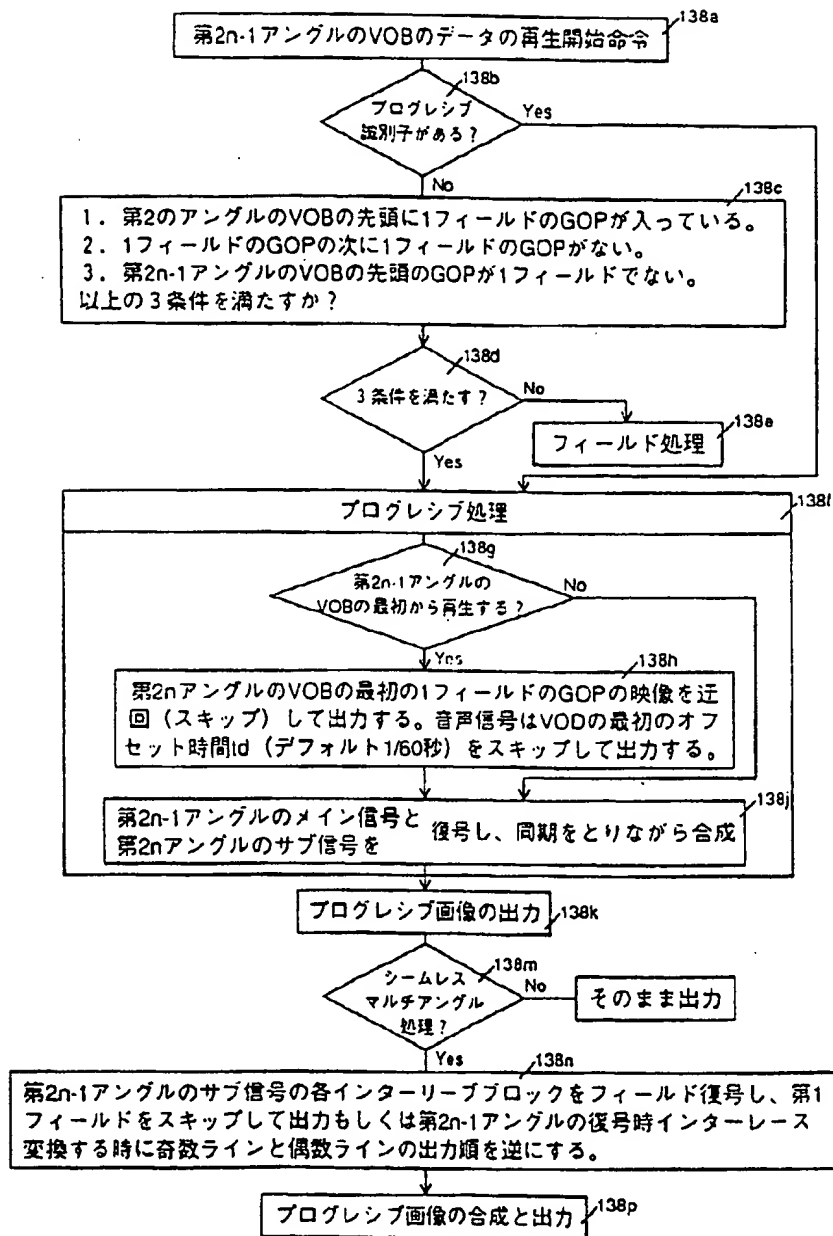 138a
第2n-1アングルのVOBのデータの再生開始命令
138b
プログレシブ
識別子がある？
Yes
No
138c
1．第2のアングルのVOBの先頭に1フィールドのGOPが入っている。
2．1フィールドのGOPの次に1フィールドのGOPがない。
3．第2n-1アングルのVOBの先頭のGOPが1フィールドでない。
以上の3条件を満たすか？
138d
3条件を満たす？
No
138e
フィールド処理
Yes
プログレシブ処理
138f
138g
第2n-1アングルの
VOBの最初から再生する？
No
Yes
138h
第2nアングルのVOBの最初の1フィールドのGOPの映像を迂
回（スキップ）して出力する。音声信号はVODの最初のオフ
セット時間td（デフォルト1/60秒）をスキップして出力する。
138j
第2n-1アングルのメイン信号と
第2nアングルのサブ信号を
復号し、同期をとりながら合成
プログレシブ画像の出力
138k
138m
シームレス
マルチアングル
処理？
No
そのまま出力
Yes
138n
第2n-1アングルのサブ信号の各インターリーブブロックをフィールド復号し、第1
フィールドをスキップして出力もしくは第2n-1アングルの復号時インターレース
変換する時に奇数ラインと偶数ラインの出力順を逆にする。
プログレシブ画像の合成と出力
138p